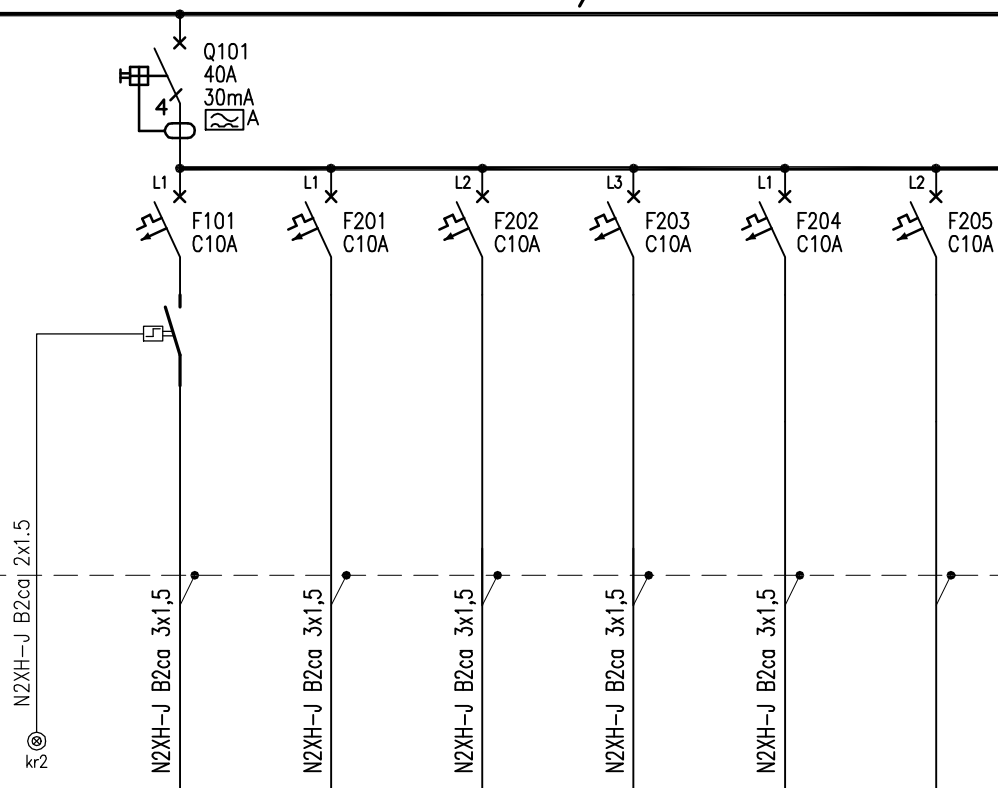 Q101
40A
30mA
4
A
L1
F101
C10A
L1
F201
C10A
L2
F202
C10A
L3
F203
C10A
L1
F204
C10A
L2
F205
C10A
N2XH-J B2ca 2x1.5
kr2
N2XH-J B2ca 3x1,5
N2XH-J B2ca 3x1,5
N2XH-J B2ca 3x1,5
N2XH-J B2ca 3x1,5
N2XH-J B2ca 3x1,5